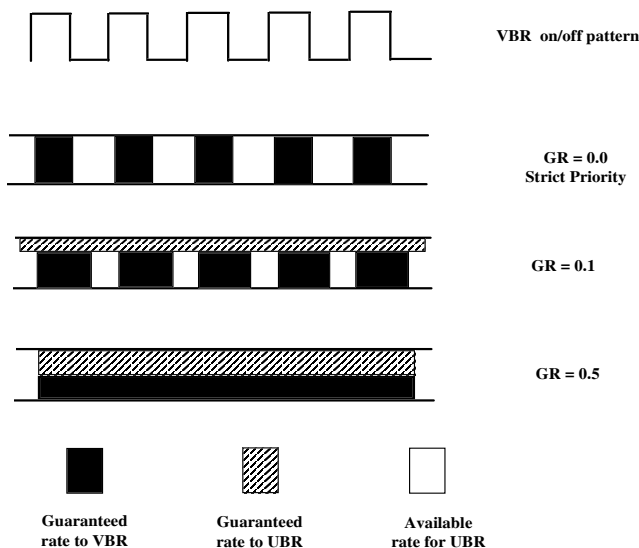 VBR on/off pattern
GR = 0.0
Strict Priority
GR = 0.1
GR = 0.5
Guaranteed
rate to VBR
Guaranteed
rate to UBR
Available
rate for UBR